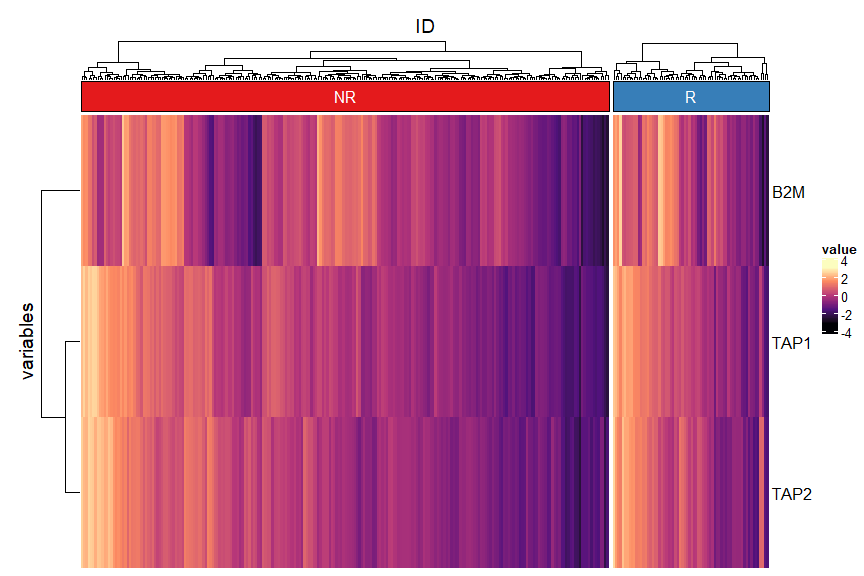 ID
NR
R
B2M
TAP1
TAP2
variables
value
4
2
0
-2
-4